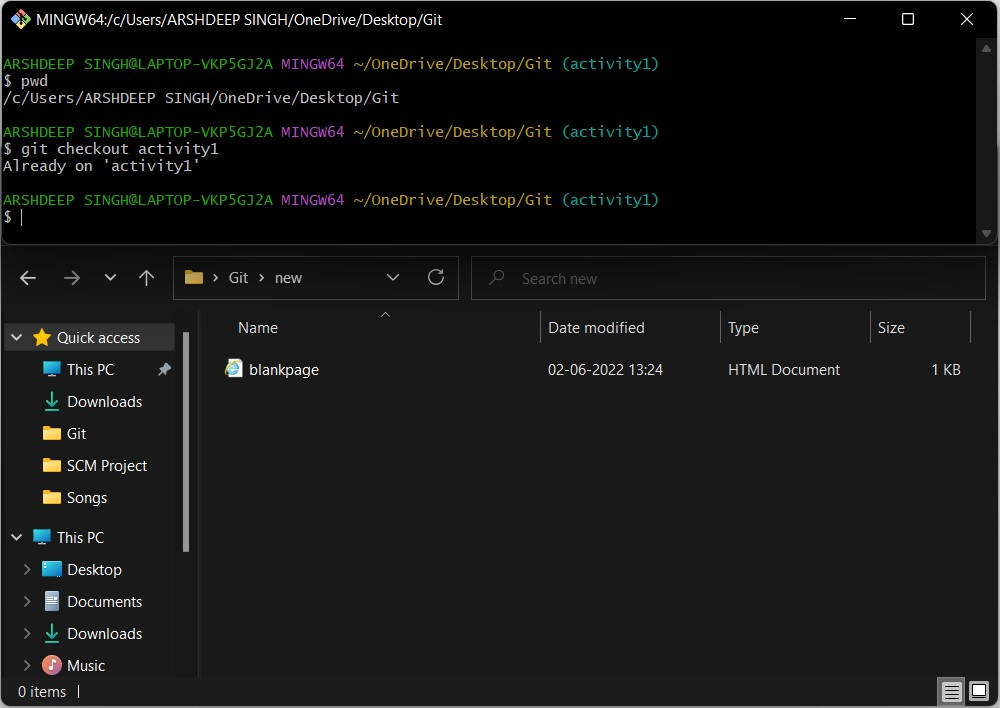 MINGW64:/c/Users/ARSHDEEP SINGH/OneDrive/Desktop/Git
ARSHDEEP SINGH@LAPTOP-VKP5GJ2A MINGW64 ~/OneDrive/Desktop/Git (activity1)
$ pwd
/c/Users/ARSHDEEP SINGH/OneDrive/Desktop/Git
ARSHDEEP SINGH@LAPTOP-VKP5GJ2A MINGW64 ~/OneDrive/Desktop/Git (activity1)
$ git checkout activity1
Already on 'activity1'
ARSHDEEP SINGH@LAPTOP-VKP5GJ2A MINGW64 ~/OneDrive/Desktop/Git (activity1)
$
Git > new
Search new
Name Date modified Type Size
blankpage 02-06-2022 13:24 HTML Document 1 KB
Quick access
This PC
Downloads
Git
SCM Project
Songs
This PC
Desktop
Documents
Downloads
Music
0 items